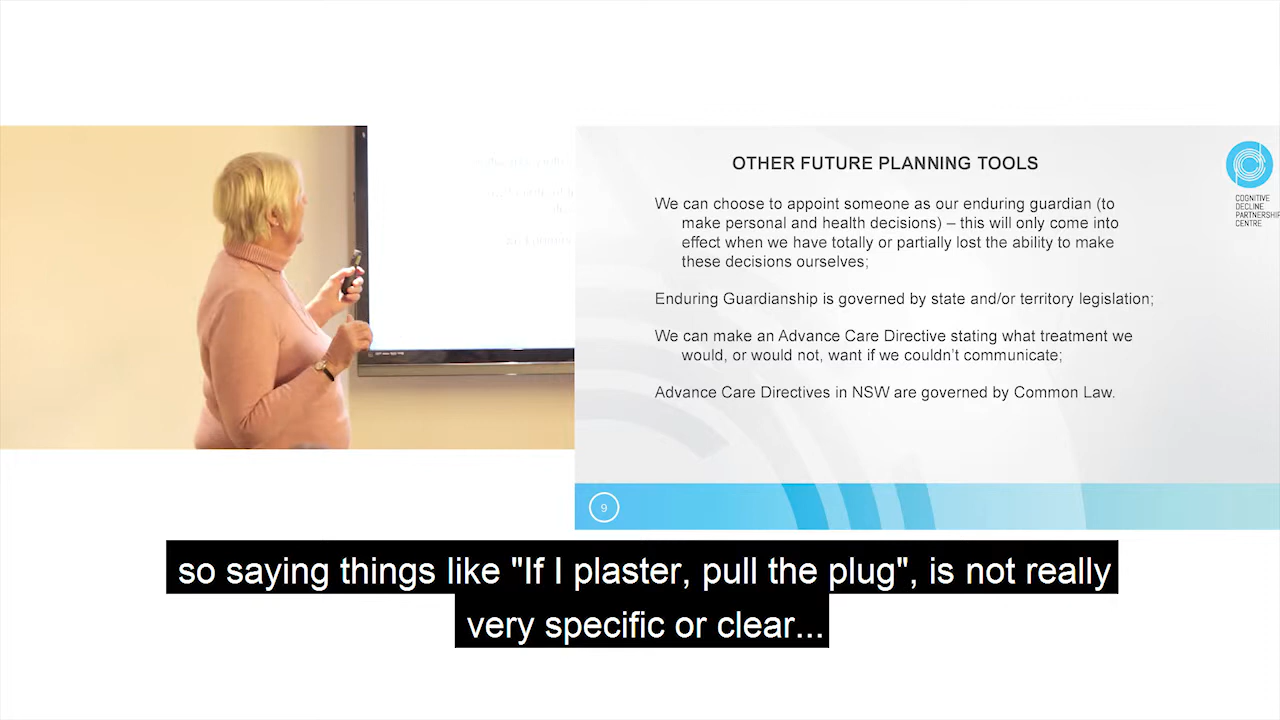 OTHER FUTURE PLANNING TOOLS
We can choose to appoint someone as our enduring guardian (to
make personal and health decisions) – this will only come into
effect when we have totally or partially lost the ability to make
these decisions ourselves;
Enduring Guardianship is governed by state and/or territory legislation;
We can make an Advance Care Directive stating what treatment we
would, or would not, want if we couldn’t communicate;
Advance Care Directives in NSW are governed by Common Law.
COGNITIVE
DECLINE
PARTNERSHIP
CENTRE
9
so saying things like "If I plaster, pull the plug", is not really
very specific or clear...